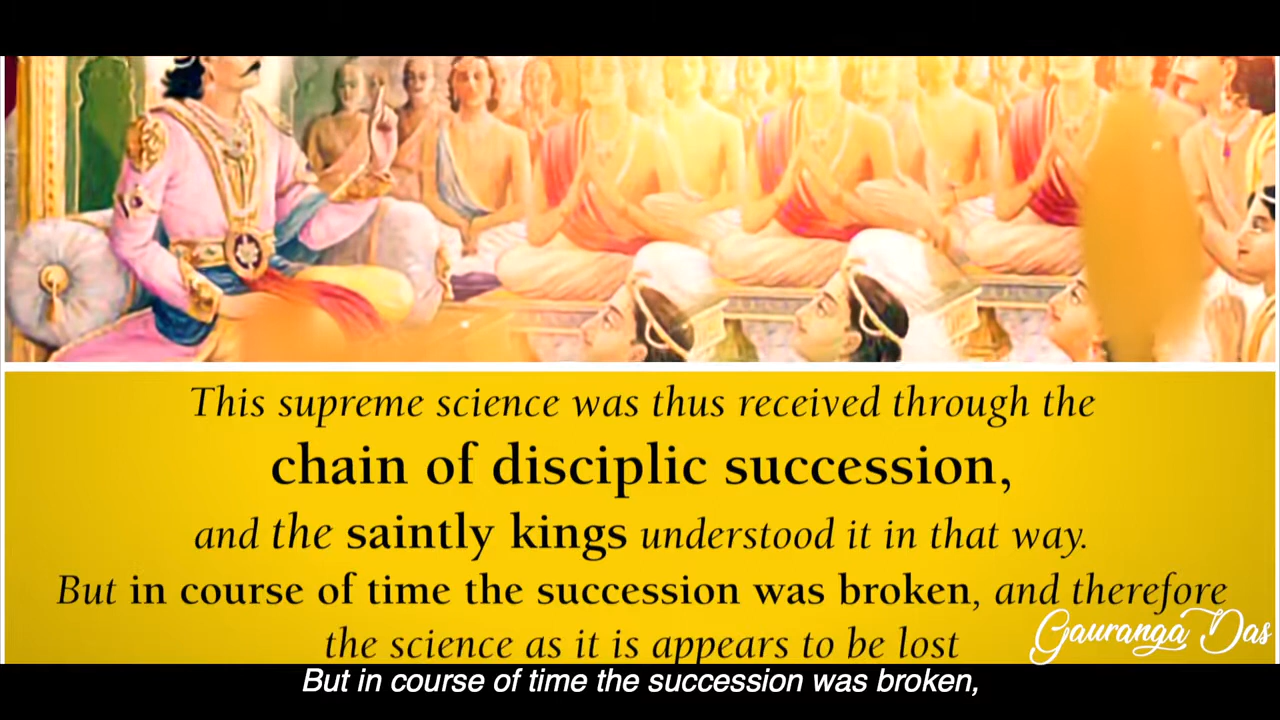 This supreme science was thus received through the
chain of disciplic succession,
and the saintly kings understood it in that way.
But in course of time the succession was broken, and therefore
the science as it is appears to be lost
Gauranga Das
But in course of time the succession was broken,